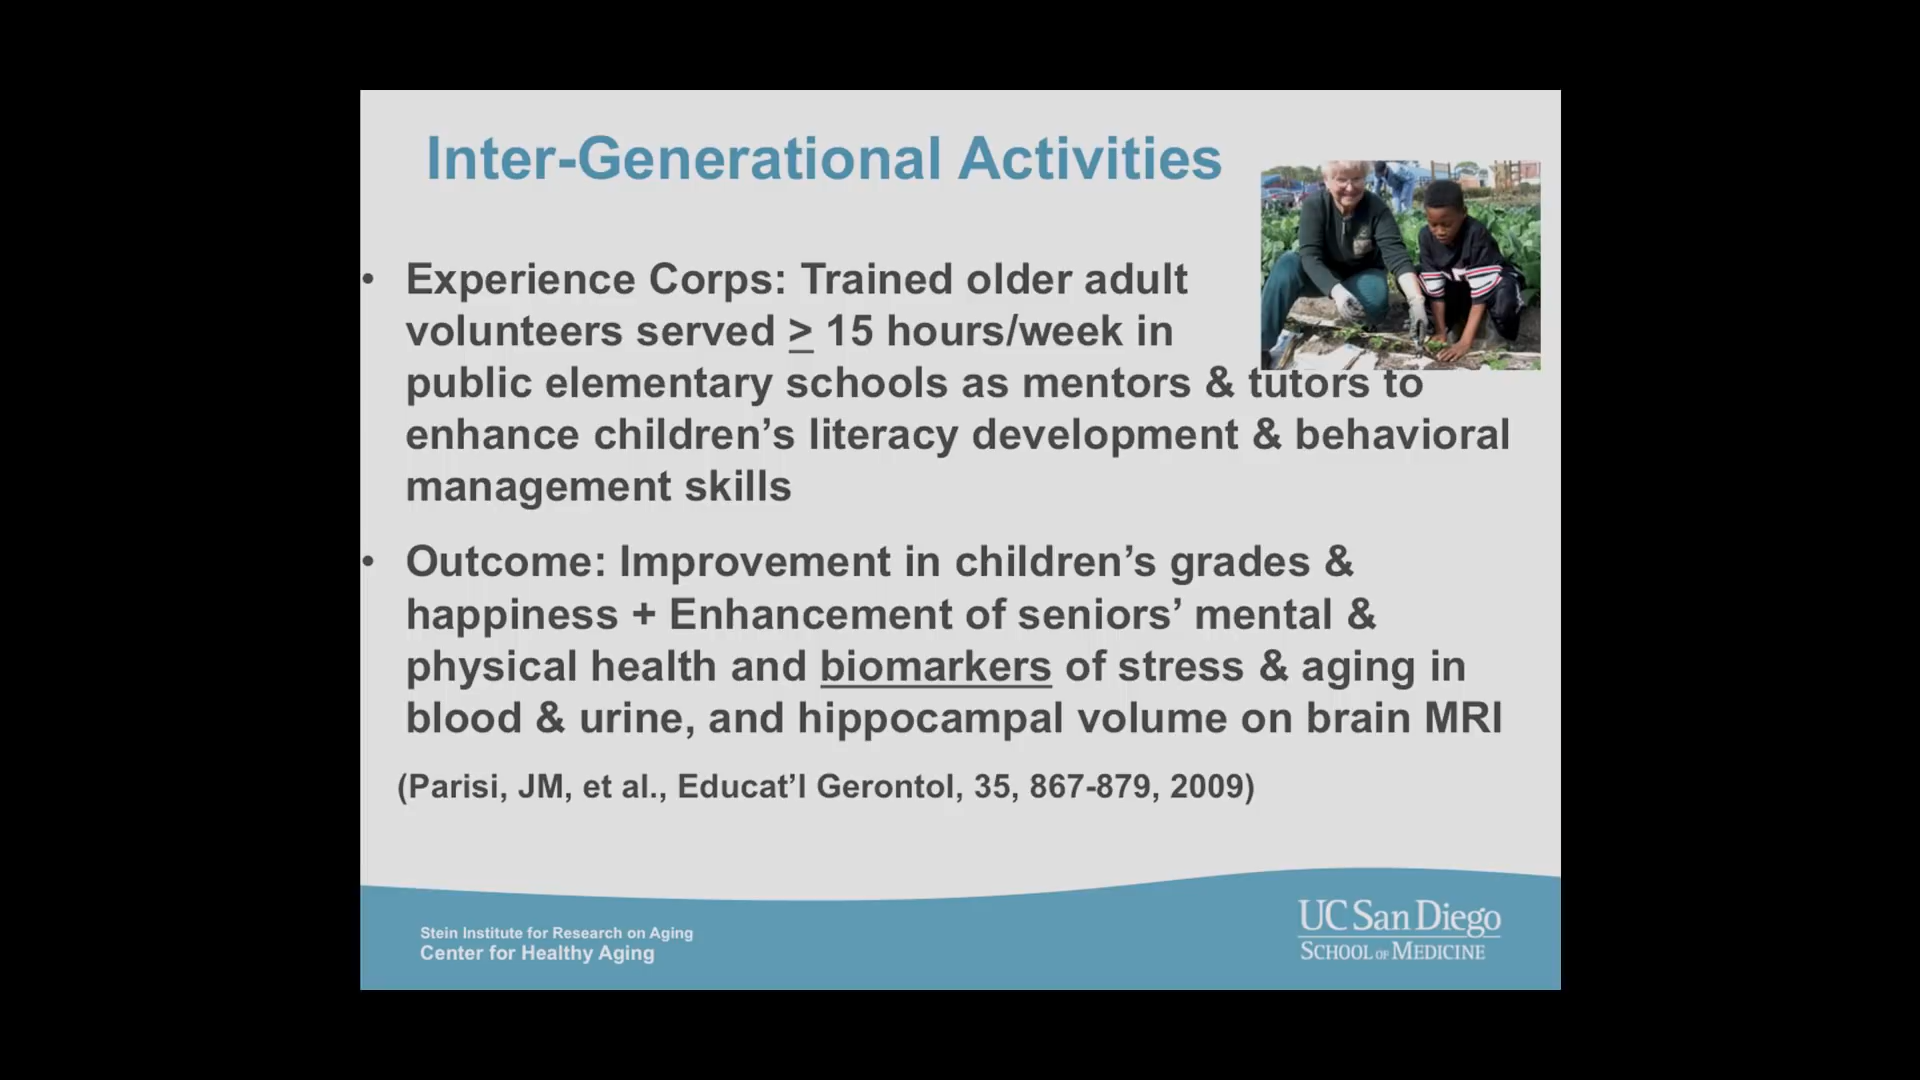 Inter-Generational Activities
• Experience Corps: Trained older adult
volunteers served ≥ 15 hours/week in
public elementary schools as mentors & tutors to
enhance children’s literacy development & behavioral
management skills
• Outcome: Improvement in children’s grades &
happiness + Enhancement of seniors’ mental &
physical health and biomarkers of stress & aging in
blood & urine, and hippocampal volume on brain MRI
(Parisi, JM, et al., Educat’l Gerontol, 35, 867-879, 2009)
Stein Institute for Research on Aging
Center for Healthy Aging
UC San Diego
SCHOOL OF MEDICINE